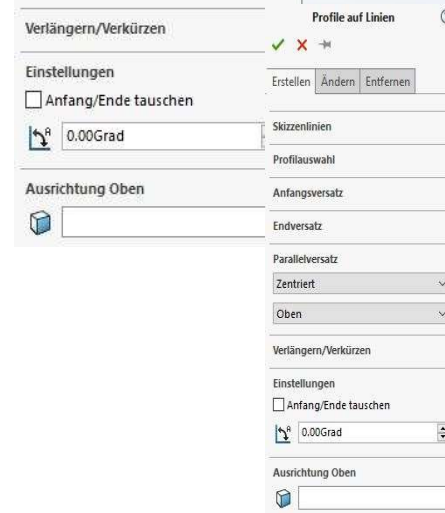 Verlängern/Verkürzen
Einstellungen
Anfang/Ende tauschen
0.00Grad
Ausrichtung Oben
Profile auf Linien
Erstellen Ändern Entfernen
Skizzenlinien
Profilauswahl
Anfangsversatz
Endversatz
Parallelversatz
Zentriert
Oben
Verlängern/Verkürzen
Einstellungen
Anfang/Ende tauschen
0.00Grad
Ausrichtung Oben